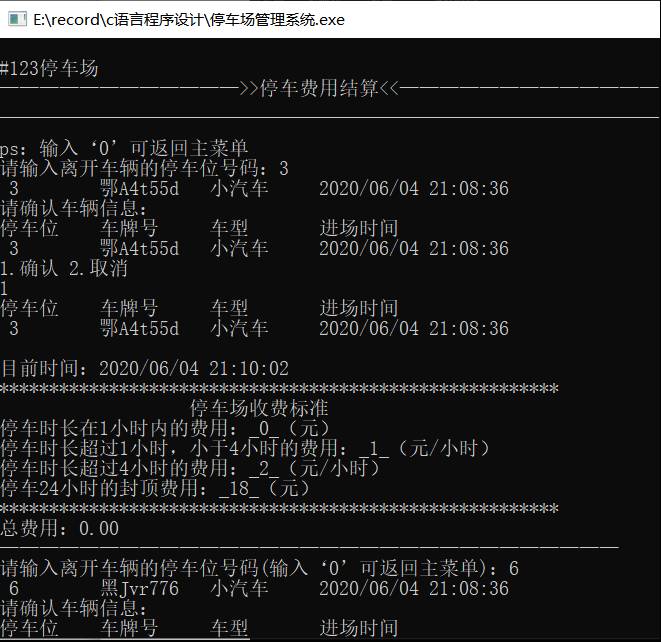 E:\record\c语言程序设计\停车场管理系统.exe
#123停车场
————————————>>停车费用结算<<—————————————
—————————————————————————————————
ps：输入‘0’可返回主菜单
请输入离开车辆的停车位号码：3
3 鄂A4t55d 小汽车 2020/06/04 21:08:36
请确认车辆信息：
停车位 车牌号 车型 进场时间
3 鄂A4t55d 小汽车 2020/06/04 21:08:36
1.确认 2.取消
1
停车位 车牌号 车型 进场时间
3 鄂A4t55d 小汽车 2020/06/04 21:08:36
目前时间：2020/06/04 21:10:02
********************************************************
停车场收费标准
停车时长在1小时内的费用：_0_（元）
停车时长超过1小时，小于4小时的费用：_1_（元/小时）
停车时长超过4小时的费用：_2_（元/小时）
停车24小时的封顶费用：_18_（元）
********************************************************
总费用：0.00
———————————————————————————————
请输入离开车辆的停车位号码(输入‘0’可返回主菜单)：6
6 黑Jvr776 小汽车 2020/06/04 21:08:36
请确认车辆信息：
停车位 车牌号 车型 进场时间